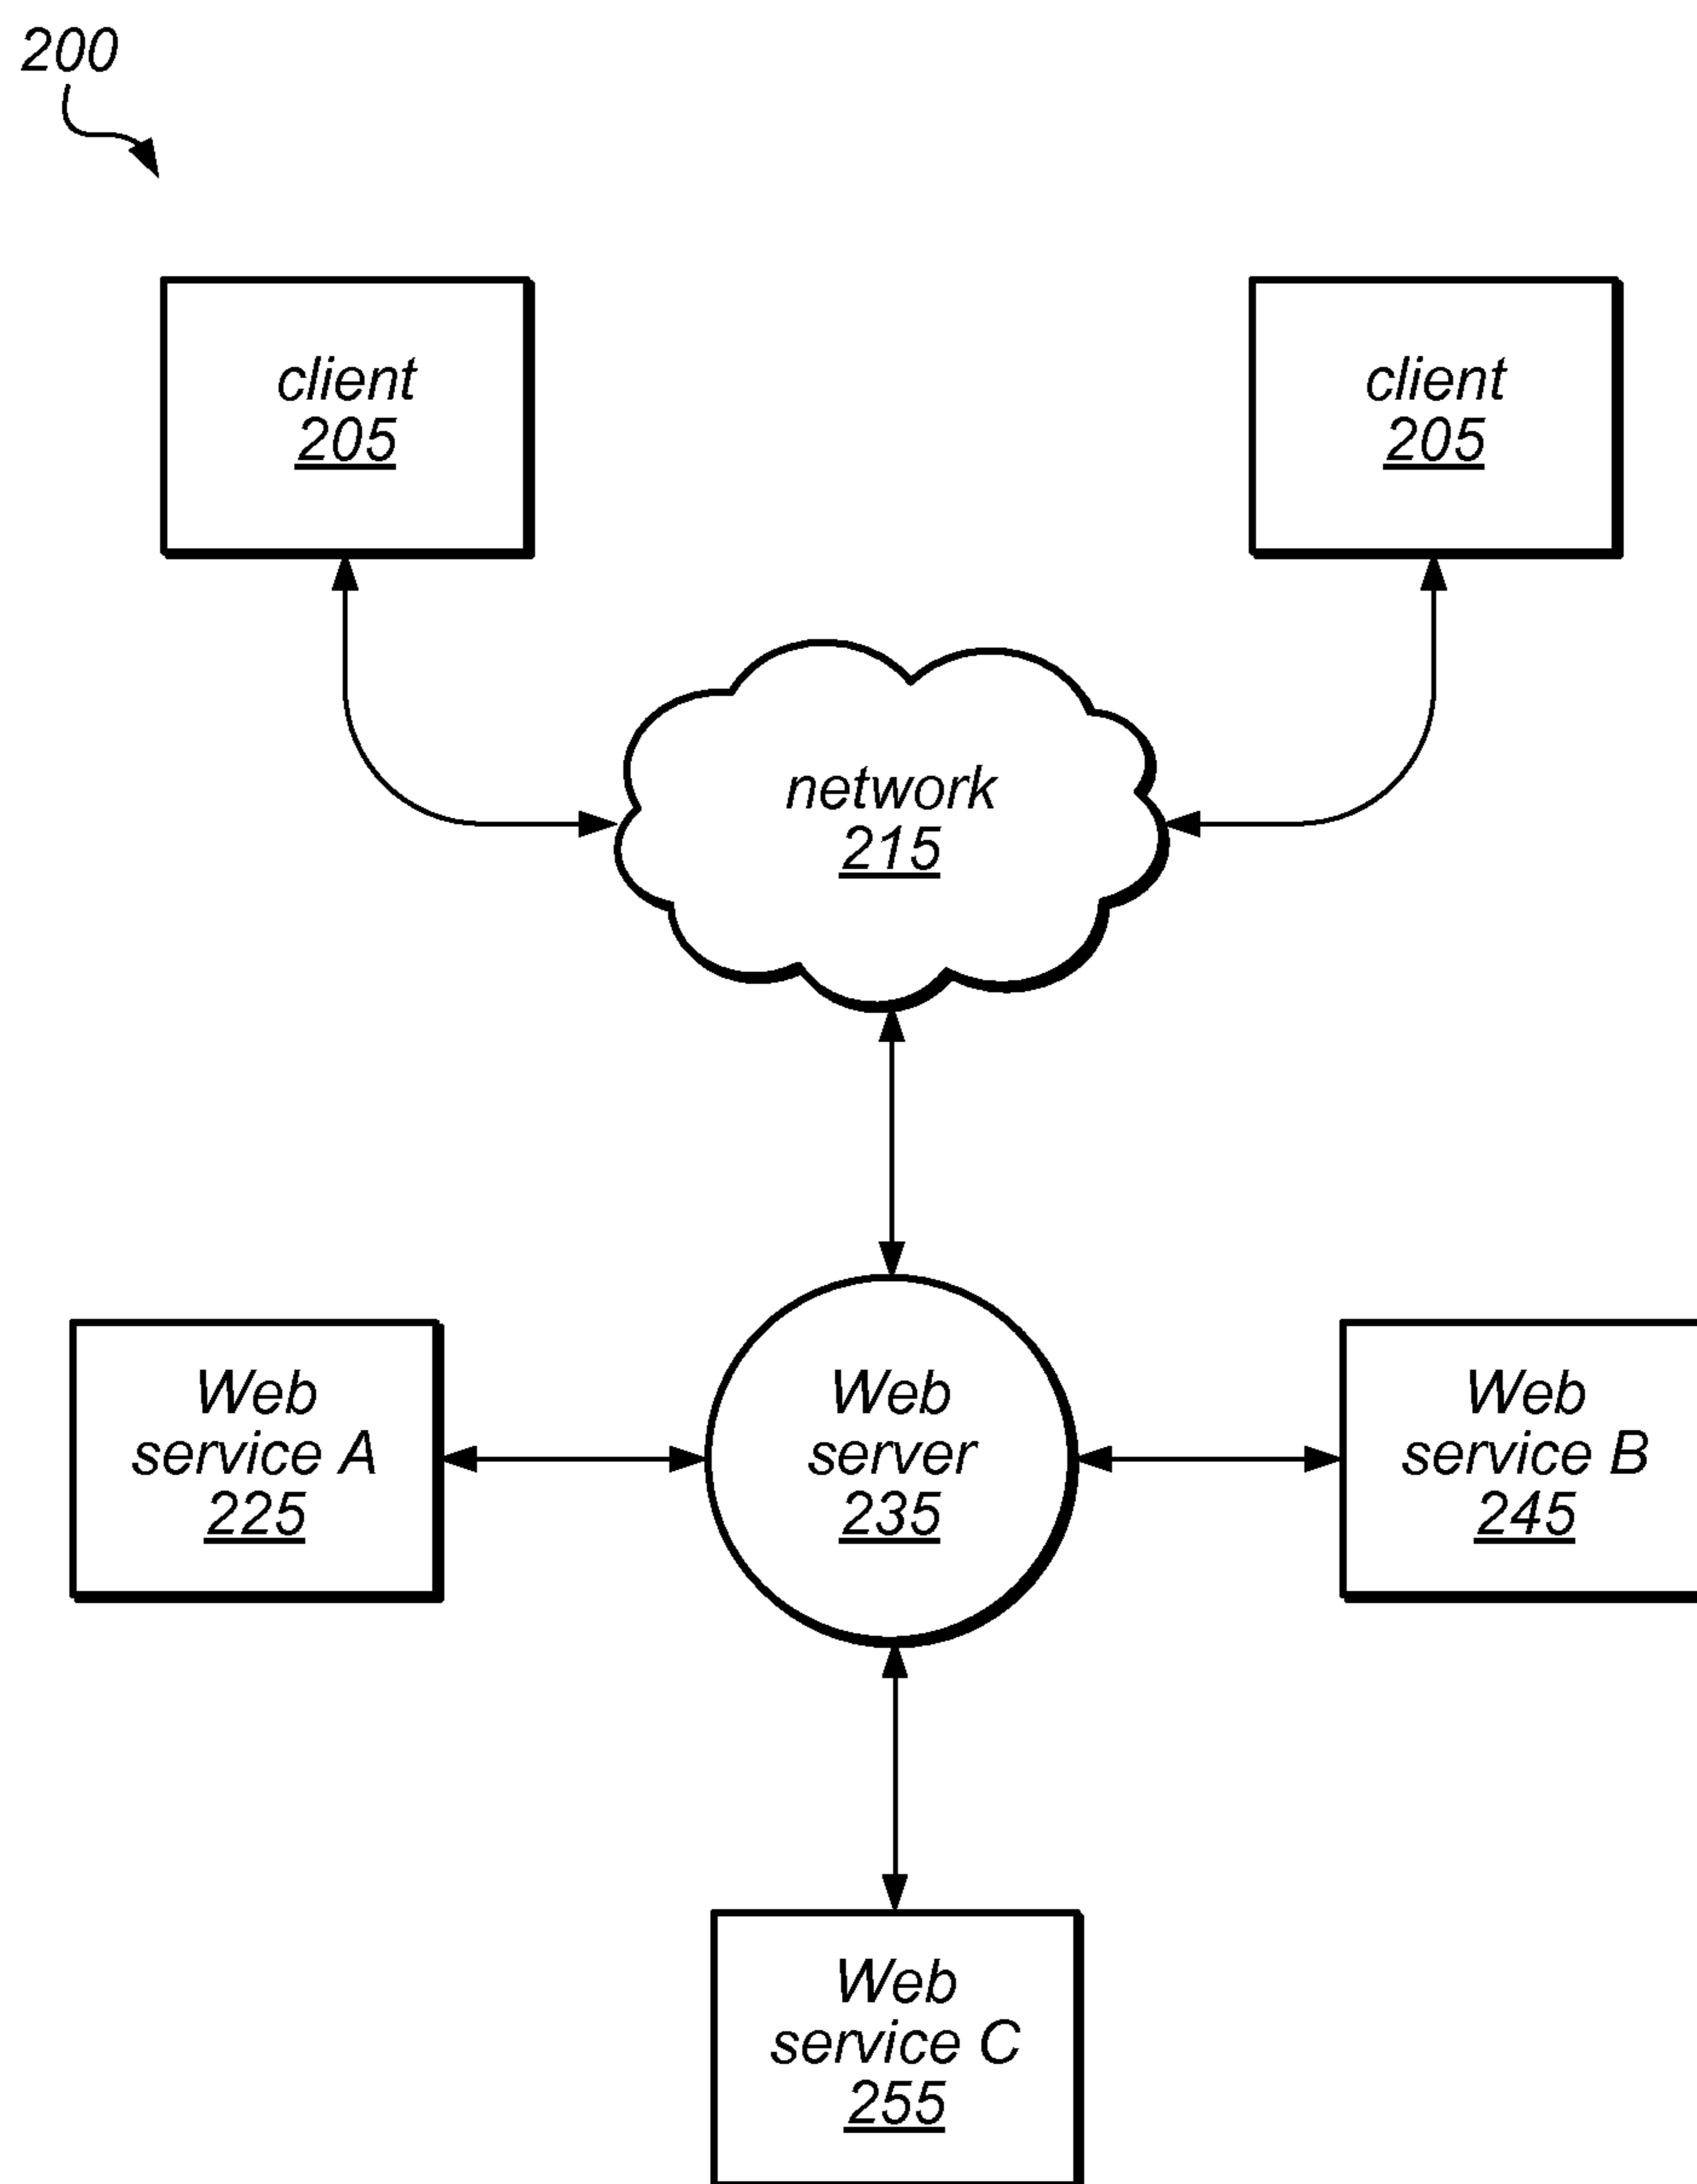 200
client
205
client
205
network
215
Web
service A
225
Web
server
235
Web
service B
245
Web
service C
255